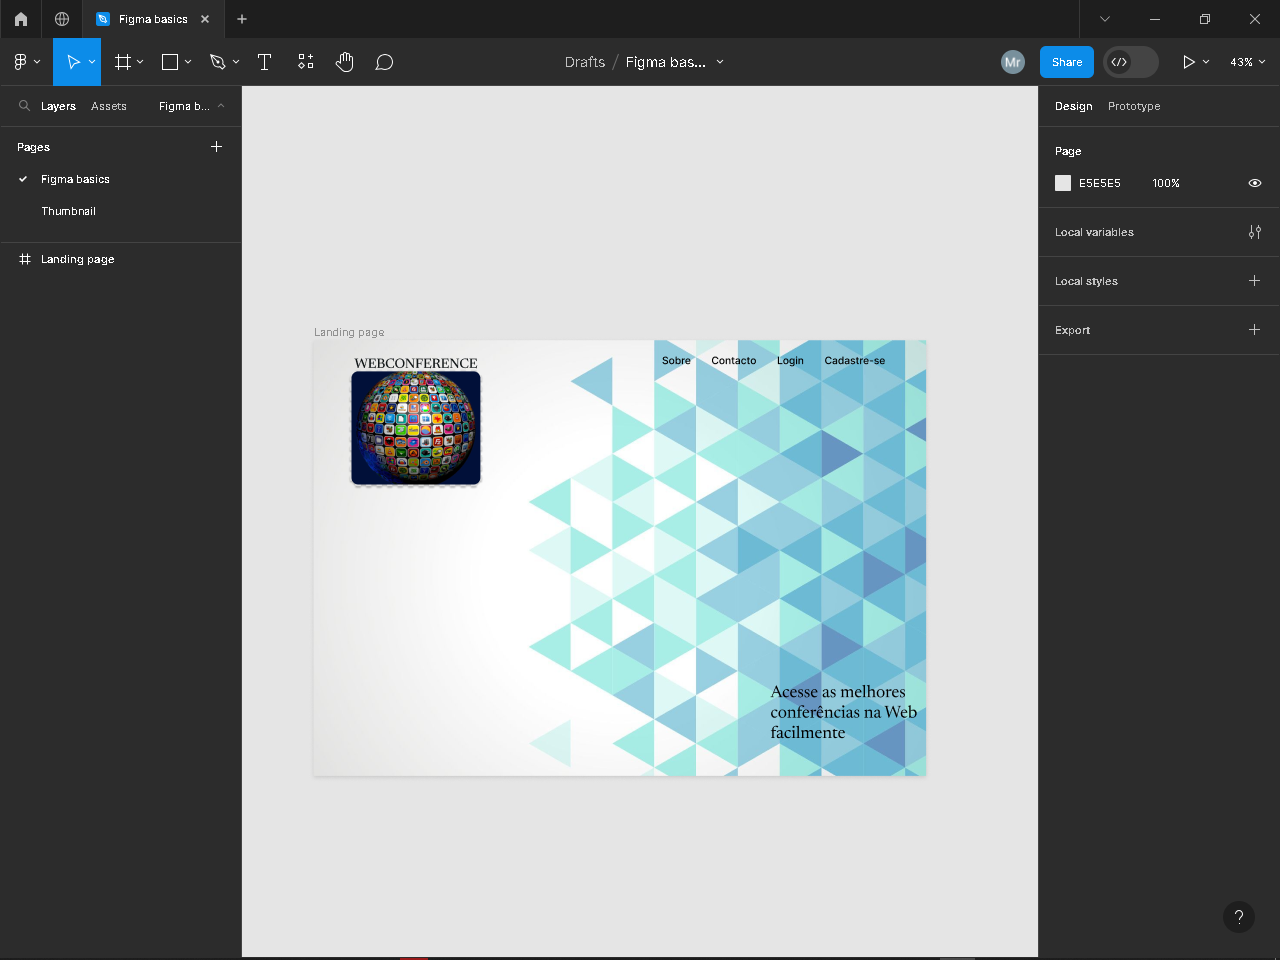 Figma basics
Drafts / Figma bas...
Mr
Share
43%
Layers
Assets
Figma b...
Pages
Figma basics
Thumbnail
Landing page
Landing page
WEBCONFERENCE
Sobre
Contacto
Login
Cadastre-se
Acesse as melhores
conferências na Web
facilmente
Design
Prototype
Page
E5E5E5
100%
Local variables
Local styles
Export
?